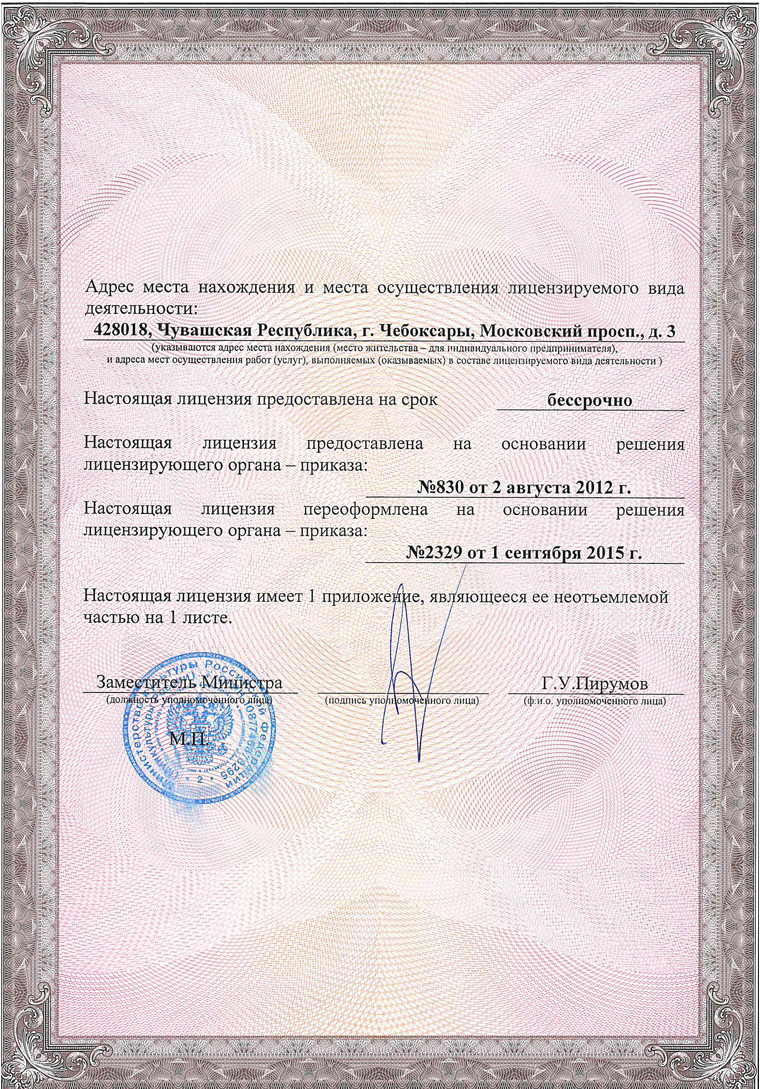 Адрес места нахождения и места осуществления лицензируемого вида
деятельности:
428018, Чувашская Республика, г. Чебоксары, Московский просп., д. 3
(указываются адрес места нахождения (место жительства – для индивидуального предпринимателя),
и адреса мест осуществления работ (услуг), выполняемых (оказываемых) в составе лицензируемого вида деятельности )
Настоящая лицензия предоставлена на срок бессрочно
Настоящая лицензия предоставлена на основании решения
лицензирующего органа – приказа:
№830 от 2 августа 2012 г.
Настоящая лицензия переоформлена на основании решения
лицензирующего органа – приказа:
№2329 от 1 сентября 2015 г.
Настоящая лицензия имеет 1 приложение, являющееся ее неотъемлемой
частью на 1 листе.
Заместитель Министра Г.У.Пирумов
(должность уполномоченного лица) (подпись уполномоченного лица) (ф.и.о. уполномоченного лица)
М.П.
Министерство культуры Российской Федерации